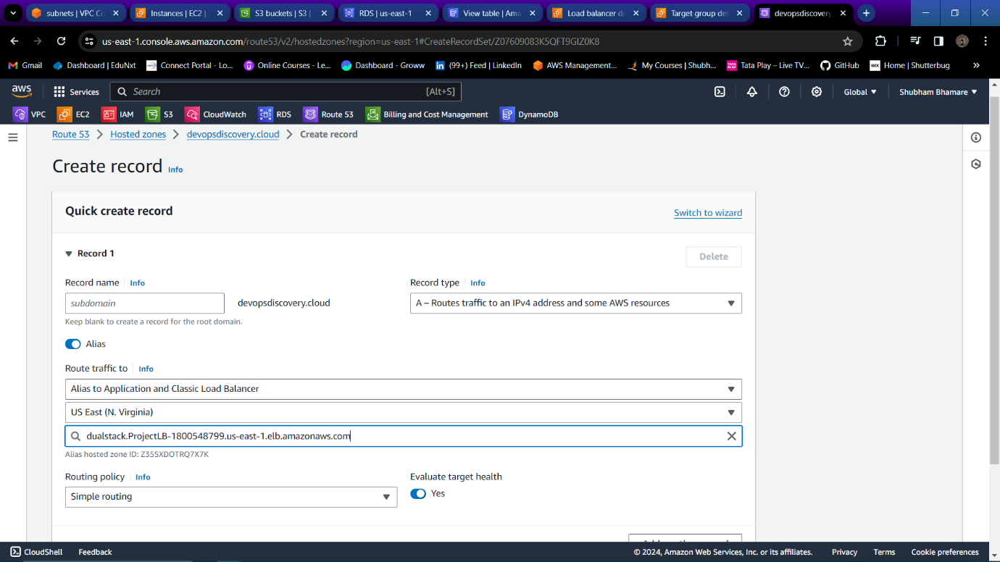 subnets | VPC Co
Instances | EC2 |
S3 buckets | S3 |
RDS | us-east-1
View table | Ama
Load balancer de
Target group det
devopsdiscovery
us-east-1.console.aws.amazon.com/route53/v2/hostedzones?region=us-east-1#CreateRecordSet/Z07609083K5QFT9GIZ0K8
Gmail
Dashboard | EduNxt
Connect Portal - Lo...
Online Courses - Le...
Dashboard - Groww
(99+) Feed | LinkedIn
AWS Management...
My Courses | Shubh...
TATA PLAY
Tata Play – Live TV...
GitHub
WIX
Home | Shutterbug
aws
Services
Search
[Alt+S]
Global
Shubham Bhamare
VPC
EC2
IAM
S3
CloudWatch
RDS
Route 53
Billing and Cost Management
DynamoDB
Route 53
Hosted zones
devopsdiscovery.cloud
Create record
Create record Info
Quick create record
Switch to wizard
Record 1
Delete
Record name Info
subdomain
devopsdiscovery.cloud
Keep blank to create a record for the root domain.
Record type Info
A – Routes traffic to an IPv4 address and some AWS resources
Alias
Route traffic to Info
Alias to Application and Classic Load Balancer
US East (N. Virginia)
dualstack.ProjectLB-1800548799.us-east-1.elb.amazonaws.com
Alias hosted zone ID: Z35SXDOTRQ7X7K
Routing policy Info
Simple routing
Evaluate target health
Yes
CloudShell
Feedback
© 2024, Amazon Web Services, Inc. or its affiliates.
Privacy
Terms
Cookie preferences